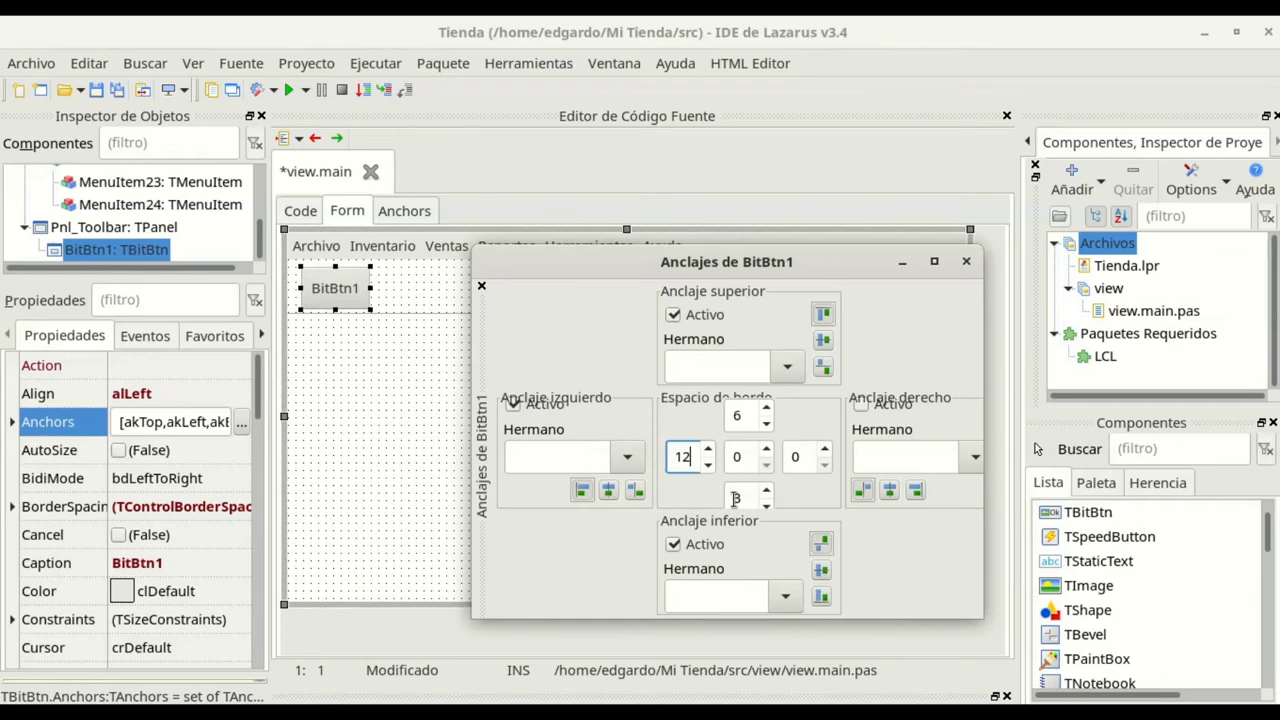 Tienda (/home/edgardo/Mi Tienda/src) - IDE de Lazarus v3.4
Archivo Editar Buscar Ver Fuente Proyecto Ejecutar Paquete Herramientas Ventana Ayuda HTML Editor
Inspector de Objetos
Componentes (filtro)
MenuItem23: TMenuItem
MenuItem24: TMenuItem
Pnl_Toolbar: TPanel
BitBtn1: TBitBtn
Propiedades (filtro)
Propiedades Eventos Favoritos
Action
Align alLeft
Anchors [akTop,akLeft,akE ...
AutoSize (False)
BidiMode bdLeftToRight
BorderSpacin (TControlBorderSpac
Cancel (False)
Caption BitBtn1
Color clDefault
Constraints (TSizeConstraints)
Cursor crDefault
TBitBtn.Anchors:TAnchors = set of TAnc...
Editor de Código Fuente
*view.main
Code Form Anchors
Archivo Inventario Ventas
BitBtn1
Anclajes de BitBtn1
Anclajes de BitBtn1
Anclaje superior
Activo
Hermano
Anclaje izquierdo
Activo
Hermano
Espacio de borde
6
12 0 0
3
Anclaje derecho
Activo
Hermano
Anclaje inferior
Activo
Hermano
1: 1 Modificado INS /home/edgardo/Mi Tienda/src/view/view.main.pas
Componentes, Inspector de Proye
Añadir Quitar Options Ayuda
(filtro)
Archivos
Tienda.lpr
view
view.main.pas
Paquetes Requeridos
LCL
Componentes
Buscar (filtro)
Lista Paleta Herencia
TBitBtn
TSpeedButton
TStaticText
TImage
TShape
TBevel
TPaintBox
TNotebook